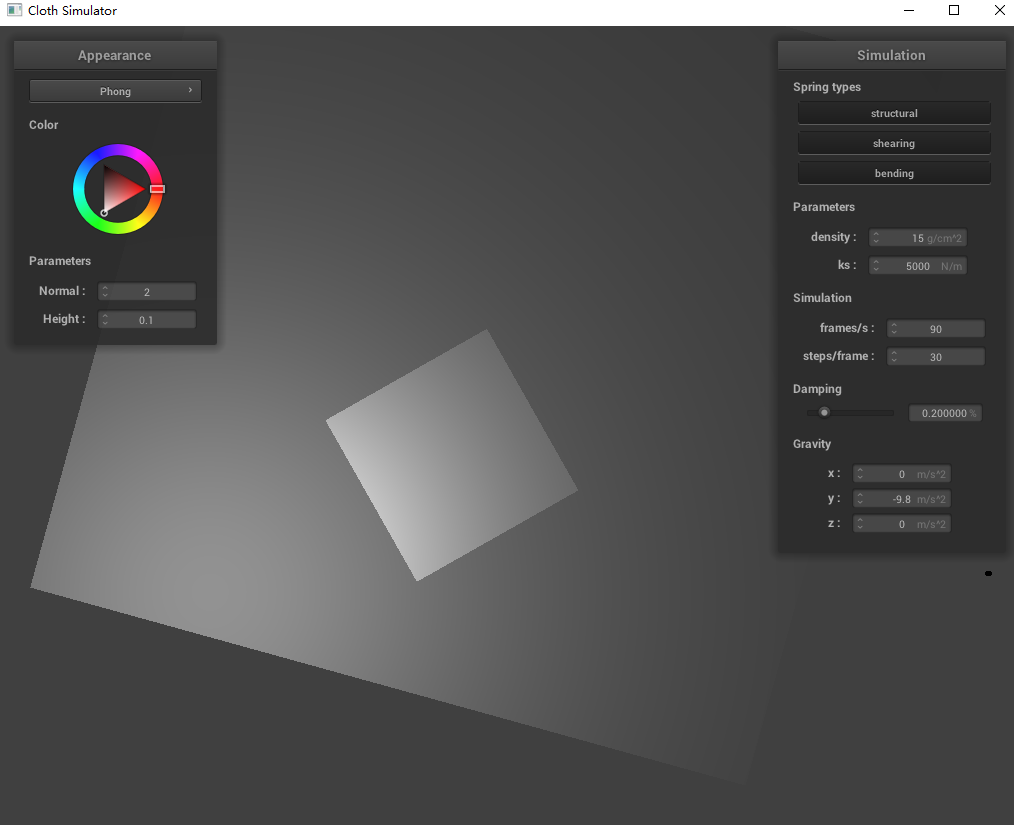 Cloth Simulator
Appearance
Phong
Color
Parameters
Normal : 2
Height : 0.1
Simulation
Spring types
structural
shearing
bending
Parameters
density : 15 g/cm^2
ks : 5000 N/m
Simulation
frames/s : 90
steps/frame : 30
Damping
0.200000 %
Gravity
x : 0 m/s^2
y : -9.8 m/s^2
z : 0 m/s^2